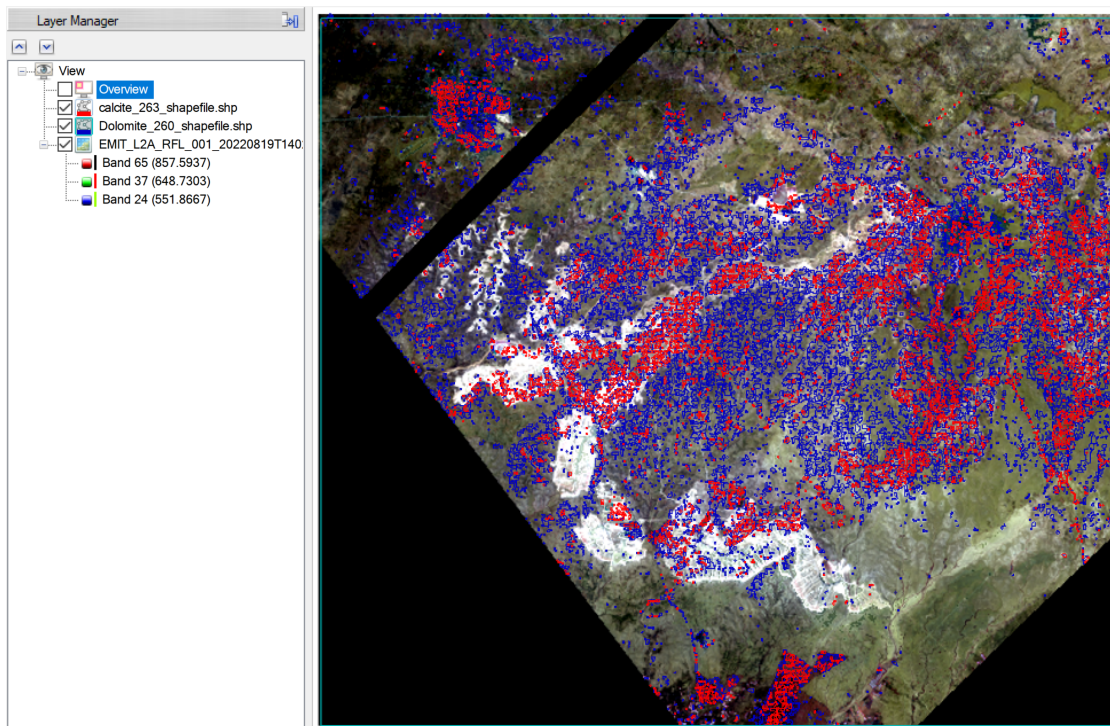 Layer Manager
View
Overview
calcite_263_shapefile.shp
Dolomite_260_shapefile.shp
EMIT_L2A_RFL_001_20220819T140
Band 65 (857.5937)
Band 37 (648.7303)
Band 24 (551.8667)